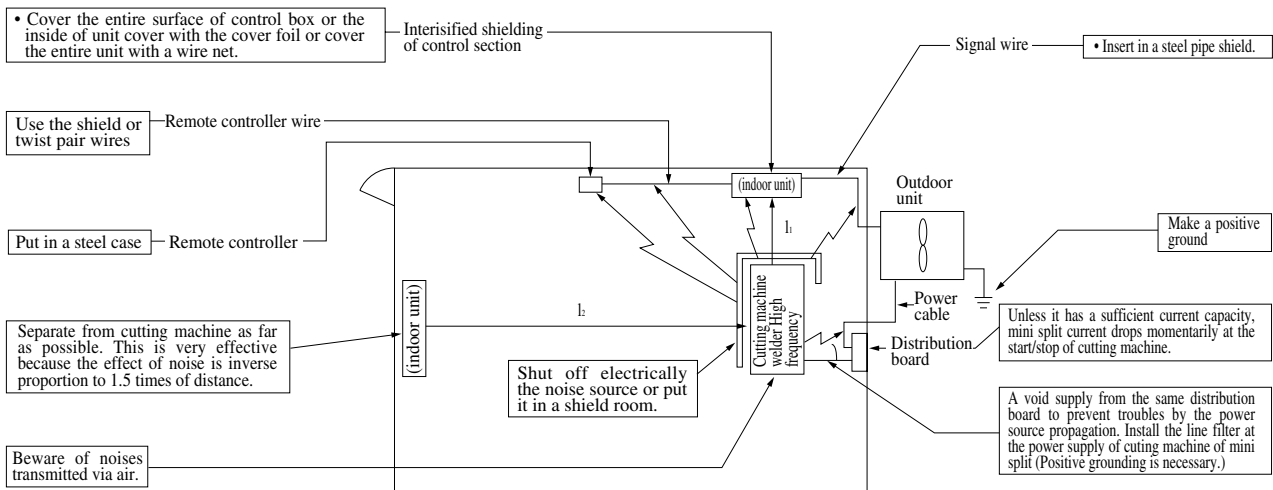 • Cover the entire surface of control box or the
inside of unit cover with the cover foil or cover
the entire unit with a wire net.
Interisified shielding
of control section
Signal wire
• Insert in a steel pipe shield.
Use the shield or
twist pair wires
Remote controller wire
(indoor unit)
Outdoor
unit
Put in a steel case
Remote controller
l₁
Make a positive
ground
(indoor unit)
l₂
Cutting machine
welder High
frequency
Power
cable
Distribution
board
Unless it has a sufficient current capacity,
mini split current drops momentarily at the
start/stop of cutting machine.
Separate from cutting machine as far
as possible. This is very effective
because the effect of noise is inverse
proportion to 1.5 times of distance.
Shut off electrically
the noise source or put
it in a shield room.
A void supply from the same distribution
board to prevent troubles by the power
source propagation. Install the line filter at
the power supply of cuting machine of mini
split (Positive grounding is necessary.)
Beware of noises
transmitted via air.